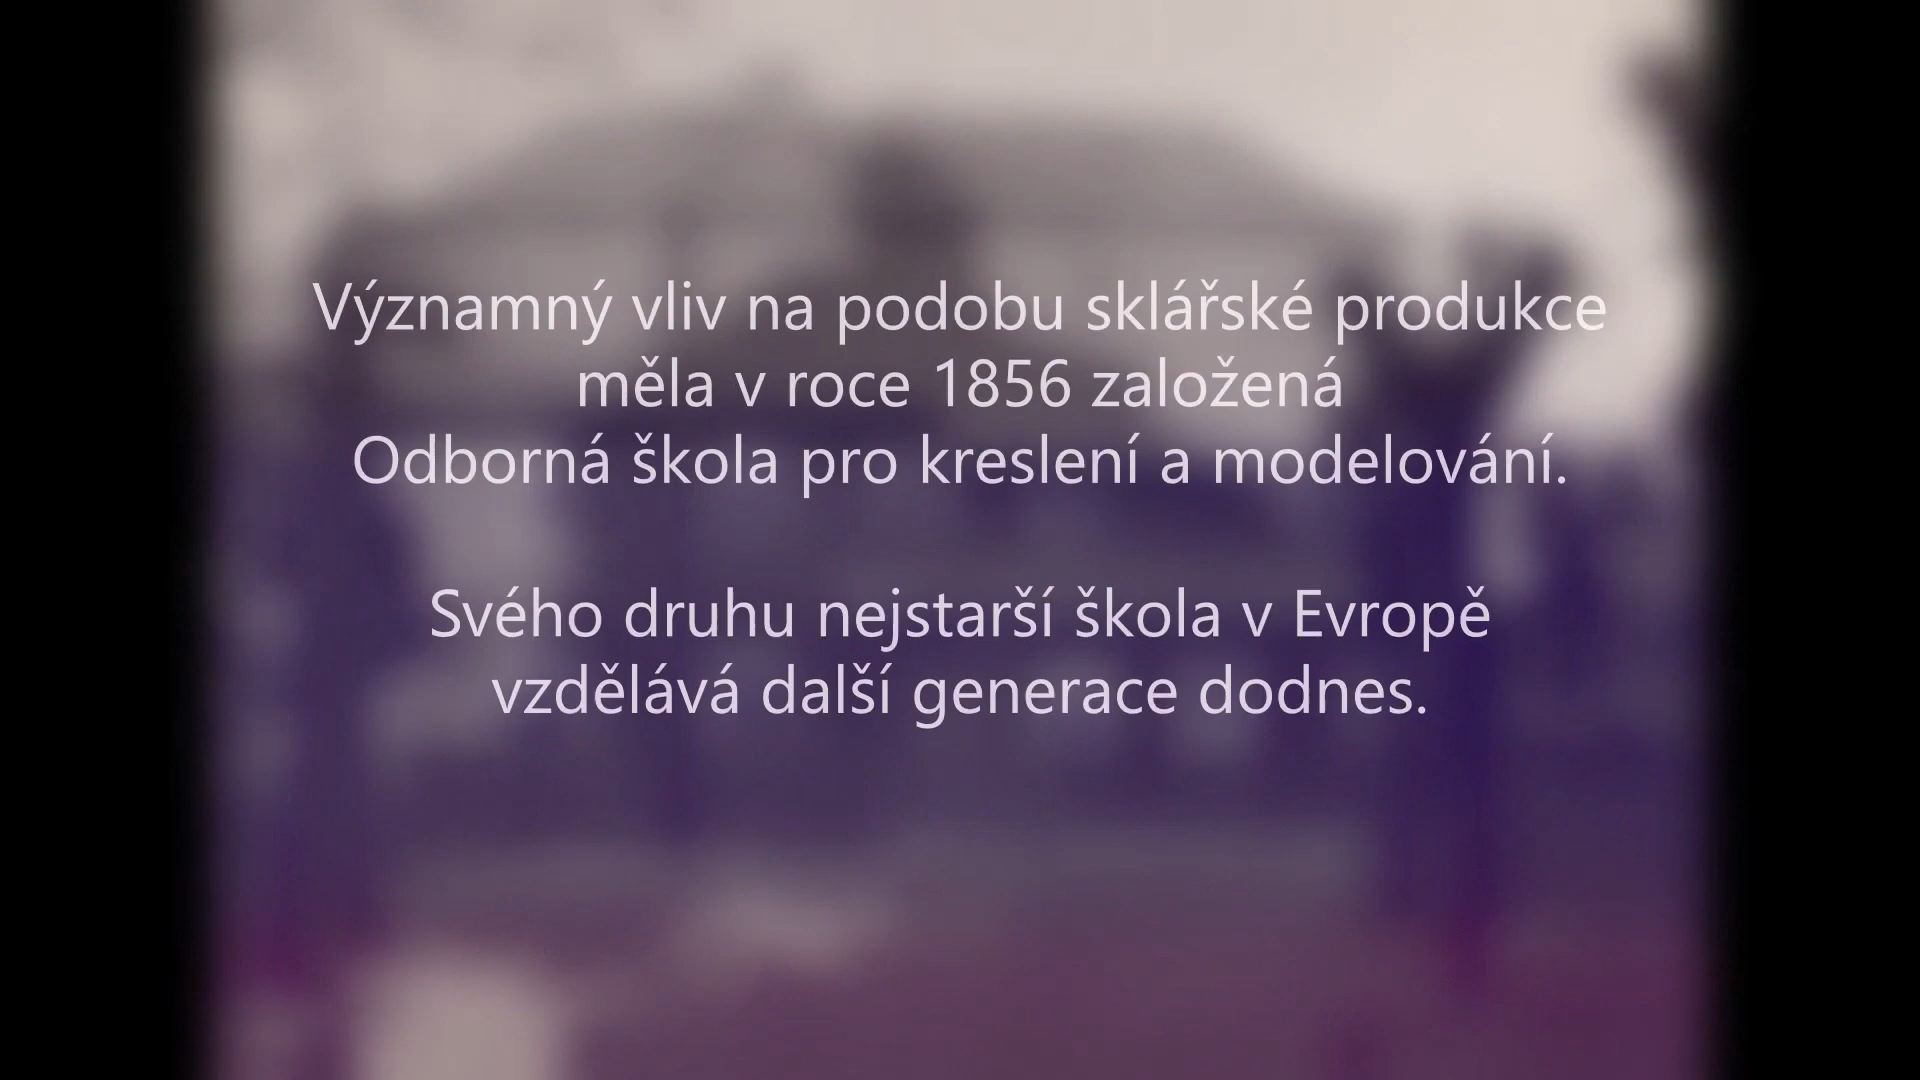 Významný vliv na podobu sklářské produkce
měla v roce 1856 založená
Odborná škola pro kreslení a modelování.
Svého druhu nejstarší škola v Evropě
vzdělává další generace dodnes.